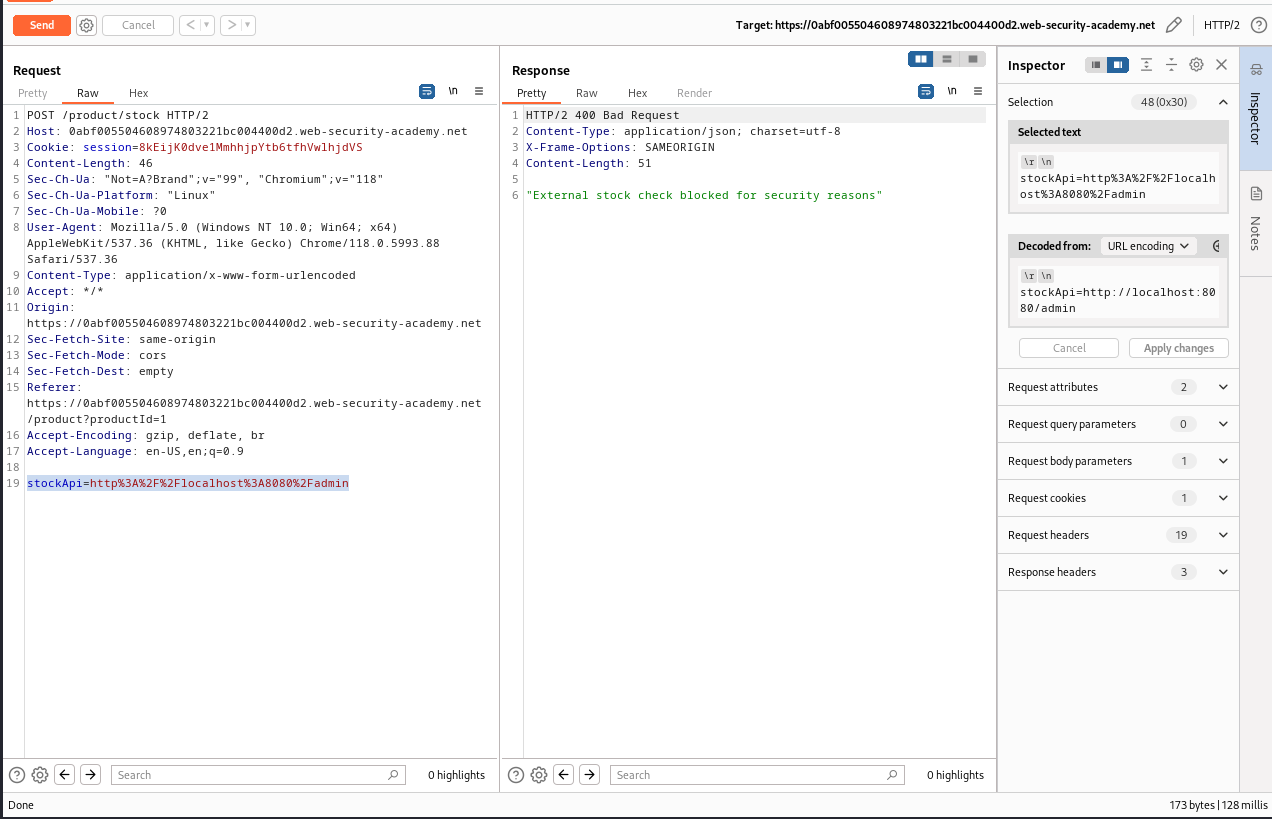 Send
Cancel
<
>
Target: https://0abf005504608974803221bc004400d2.web-security-academy.net
HTTP/2
?
Request
Pretty
Raw
Hex
\n
1 POST /product/stock HTTP/2
2 Host: 0abf005504608974803221bc004400d2.web-security-academy.net
3 Cookie: session=8kEijK0dve1MmhhjpYtb6tfhVwlhjdVS
4 Content-Length: 46
5 Sec-Ch-Ua: "Not=A?Brand";v="99", "Chromium";v="118"
6 Sec-Ch-Ua-Platform: "Linux"
7 Sec-Ch-Ua-Mobile: ?0
8 User-Agent: Mozilla/5.0 (Windows NT 10.0; Win64; x64)
AppleWebKit/537.36 (KHTML, like Gecko) Chrome/118.0.5993.88
Safari/537.36
9 Content-Type: application/x-www-form-urlencoded
10 Accept: */*
11 Origin:
https://0abf005504608974803221bc004400d2.web-security-academy.net
12 Sec-Fetch-Site: same-origin
13 Sec-Fetch-Mode: cors
14 Sec-Fetch-Dest: empty
15 Referer:
https://0abf005504608974803221bc004400d2.web-security-academy.net
/product?productId=1
16 Accept-Encoding: gzip, deflate, br
17 Accept-Language: en-US,en;q=0.9
18
19 stockApi=http%3A%2F%2Flocalhost%3A8080%2Fadmin
?
Search
0 highlights
Response
Pretty
Raw
Hex
Render
\n
1 HTTP/2 400 Bad Request
2 Content-Type: application/json; charset=utf-8
3 X-Frame-Options: SAMEORIGIN
4 Content-Length: 51
5
6 "External stock check blocked for security reasons"
?
Search
0 highlights
Inspector
Selection
48 (0x30)
Selected text
\r \n
stockApi=http%3A%2F%2Flocalh
ost%3A8080%2Fadmin
Decoded from:
URL encoding
\r \n
stockApi=http://localhost:80
80/admin
Cancel
Apply changes
Request attributes
2
Request query parameters
0
Request body parameters
1
Request cookies
1
Request headers
19
Response headers
3
Inspector
Notes
Done
173 bytes | 128 millis